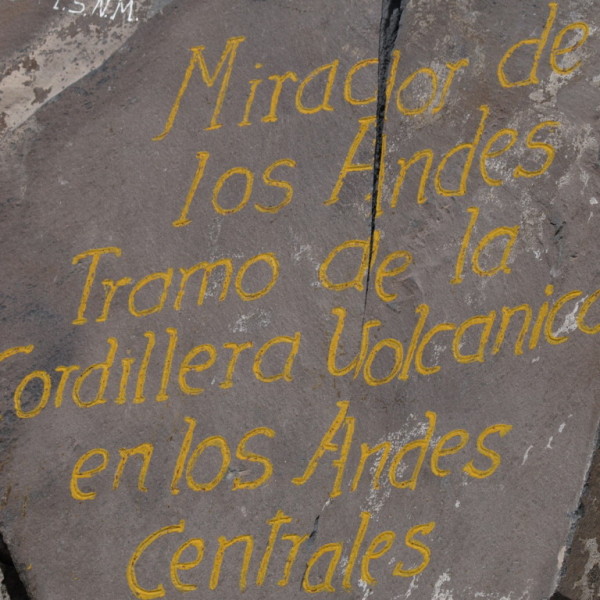 I.S.N.M.
Mirador de
los Andes
Tramo de la
Cordillera Volcanica
en los Andes
Centrales